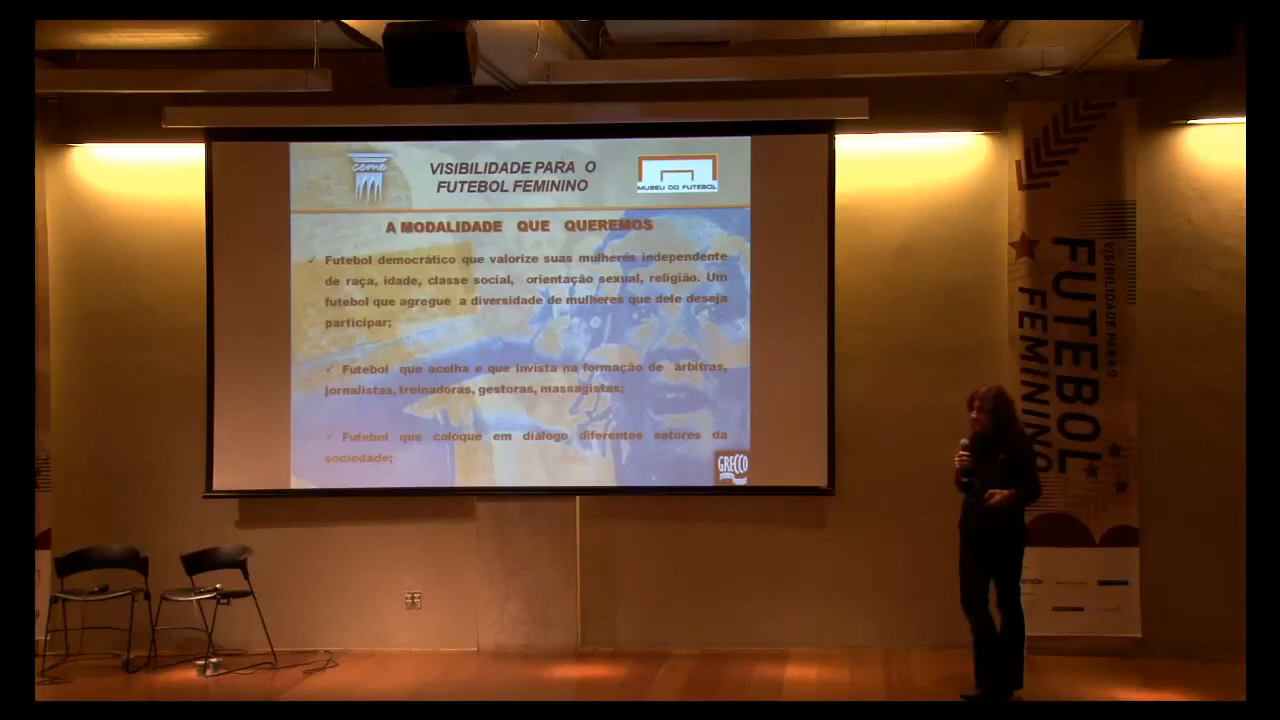 ceme
VISIBILIDADE PARA O
FUTEBOL FEMININO
MUSEU DO FUTEBOL
A MODALIDADE QUE QUEREMOS
✓ Futebol democrático que valorize suas mulheres independente
de raça, idade, classe social, orientação sexual, religião. Um
futebol que agregue a diversidade de mulheres que dele deseja
participar;
✓ Futebol que acolha e que invista na formação de árbitras,
jornalistas, treinadoras, gestoras, massagistas;
✓ Futebol que coloque em diálogo diferentes setores da
sociedade;
GRECCO
VISIBILIDADE PARA O
FUTEBOL
FEMININO